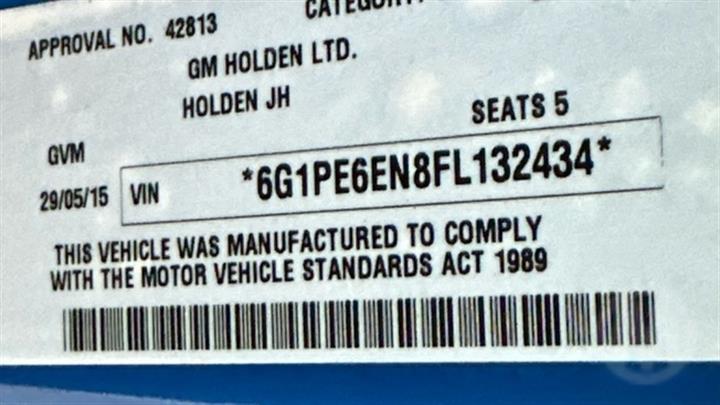 APPROVAL NO. 42813
CATEGORY
GM HOLDEN LTD.
HOLDEN JH
SEATS 5
GVM
29/05/15 VIN *6G1PE6EN8FL132434*
THIS VEHICLE WAS MANUFACTURED TO COMPLY
WITH THE MOTOR VEHICLE STANDARDS ACT 1989